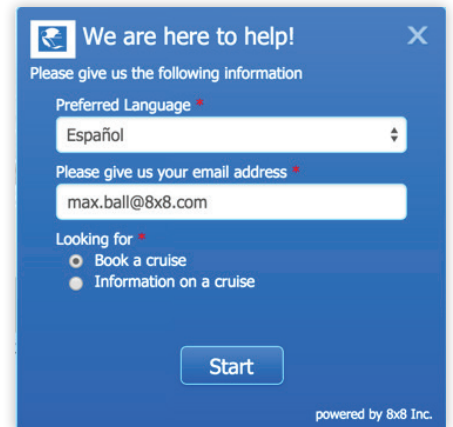 We are here to help!
X
Please give us the following information
Preferred Language *
Español
Please give us your email address *
max.ball@8x8.com
Looking for *
Book a cruise
Information on a cruise
Start
powered by 8x8 Inc.